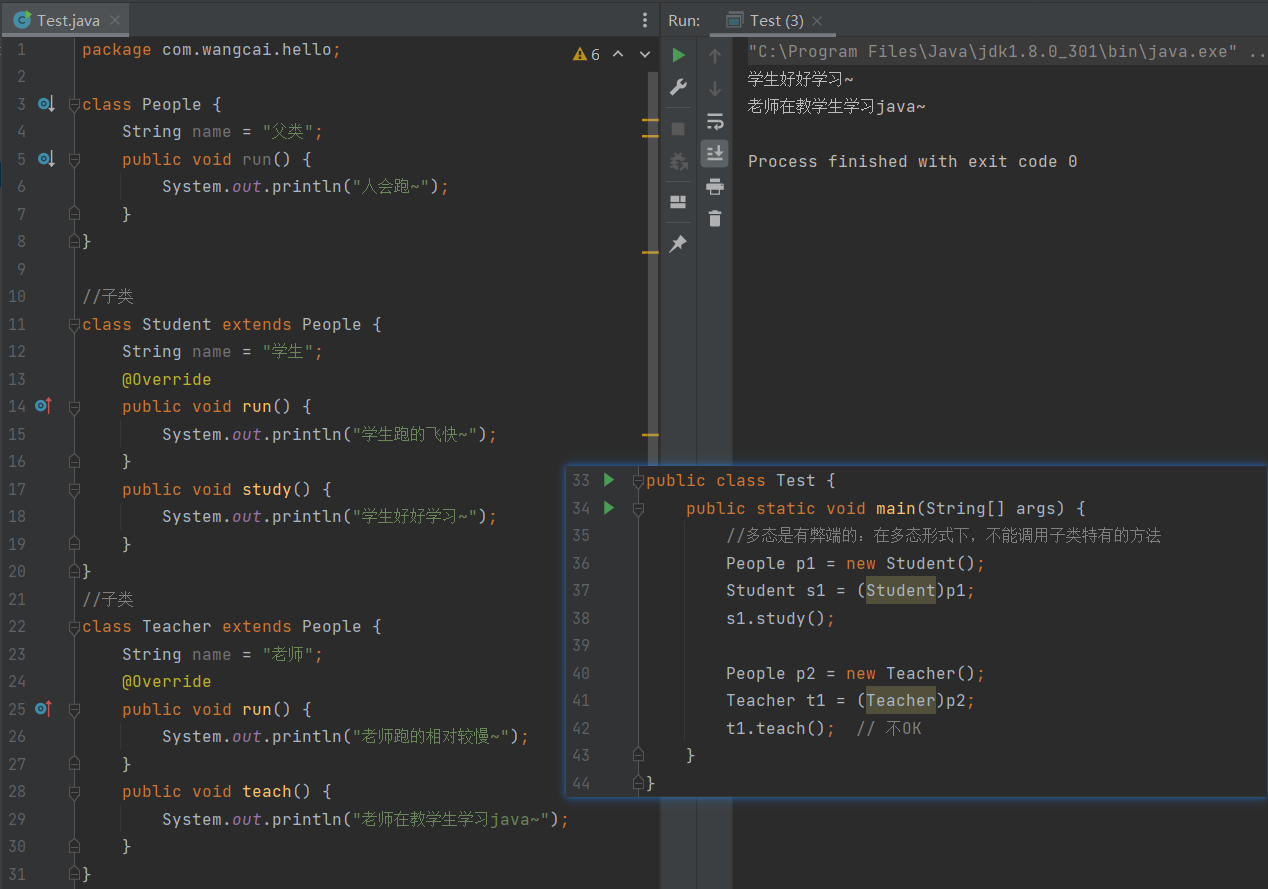 Test.java
Run: Test (3)
6
"C:\Program Files\Java\jdk1.8.0_301\bin\java.exe" ..
学生好好学习~
老师在教学生学习java~
Process finished with exit code 0
1 package com.wangcai.hello;
2
3 class People {
4 String name = "父类";
5 public void run() {
6 System.out.println("人会跑~");
7 }
8 }
9
10 //子类
11 class Student extends People {
12 String name = "学生";
13 @Override
14 public void run() {
15 System.out.println("学生跑的飞快~");
16 }
17 public void study() {
18 System.out.println("学生好好学习~");
19 }
20 }
21 //子类
22 class Teacher extends People {
23 String name = "老师";
24 @Override
25 public void run() {
26 System.out.println("老师跑的相对较慢~");
27 }
28 public void teach() {
29 System.out.println("老师在教学生学习java~");
30 }
31 }
33 public class Test {
34 public static void main(String[] args) {
35 //多态是有弊端的：在多态形式下，不能调用子类特有的方法
36 People p1 = new Student();
37 Student s1 = (Student)p1;
38 s1.study();
39
40 People p2 = new Teacher();
41 Teacher t1 = (Teacher)p2;
42 t1.teach(); // 不OK
43 }
44 }